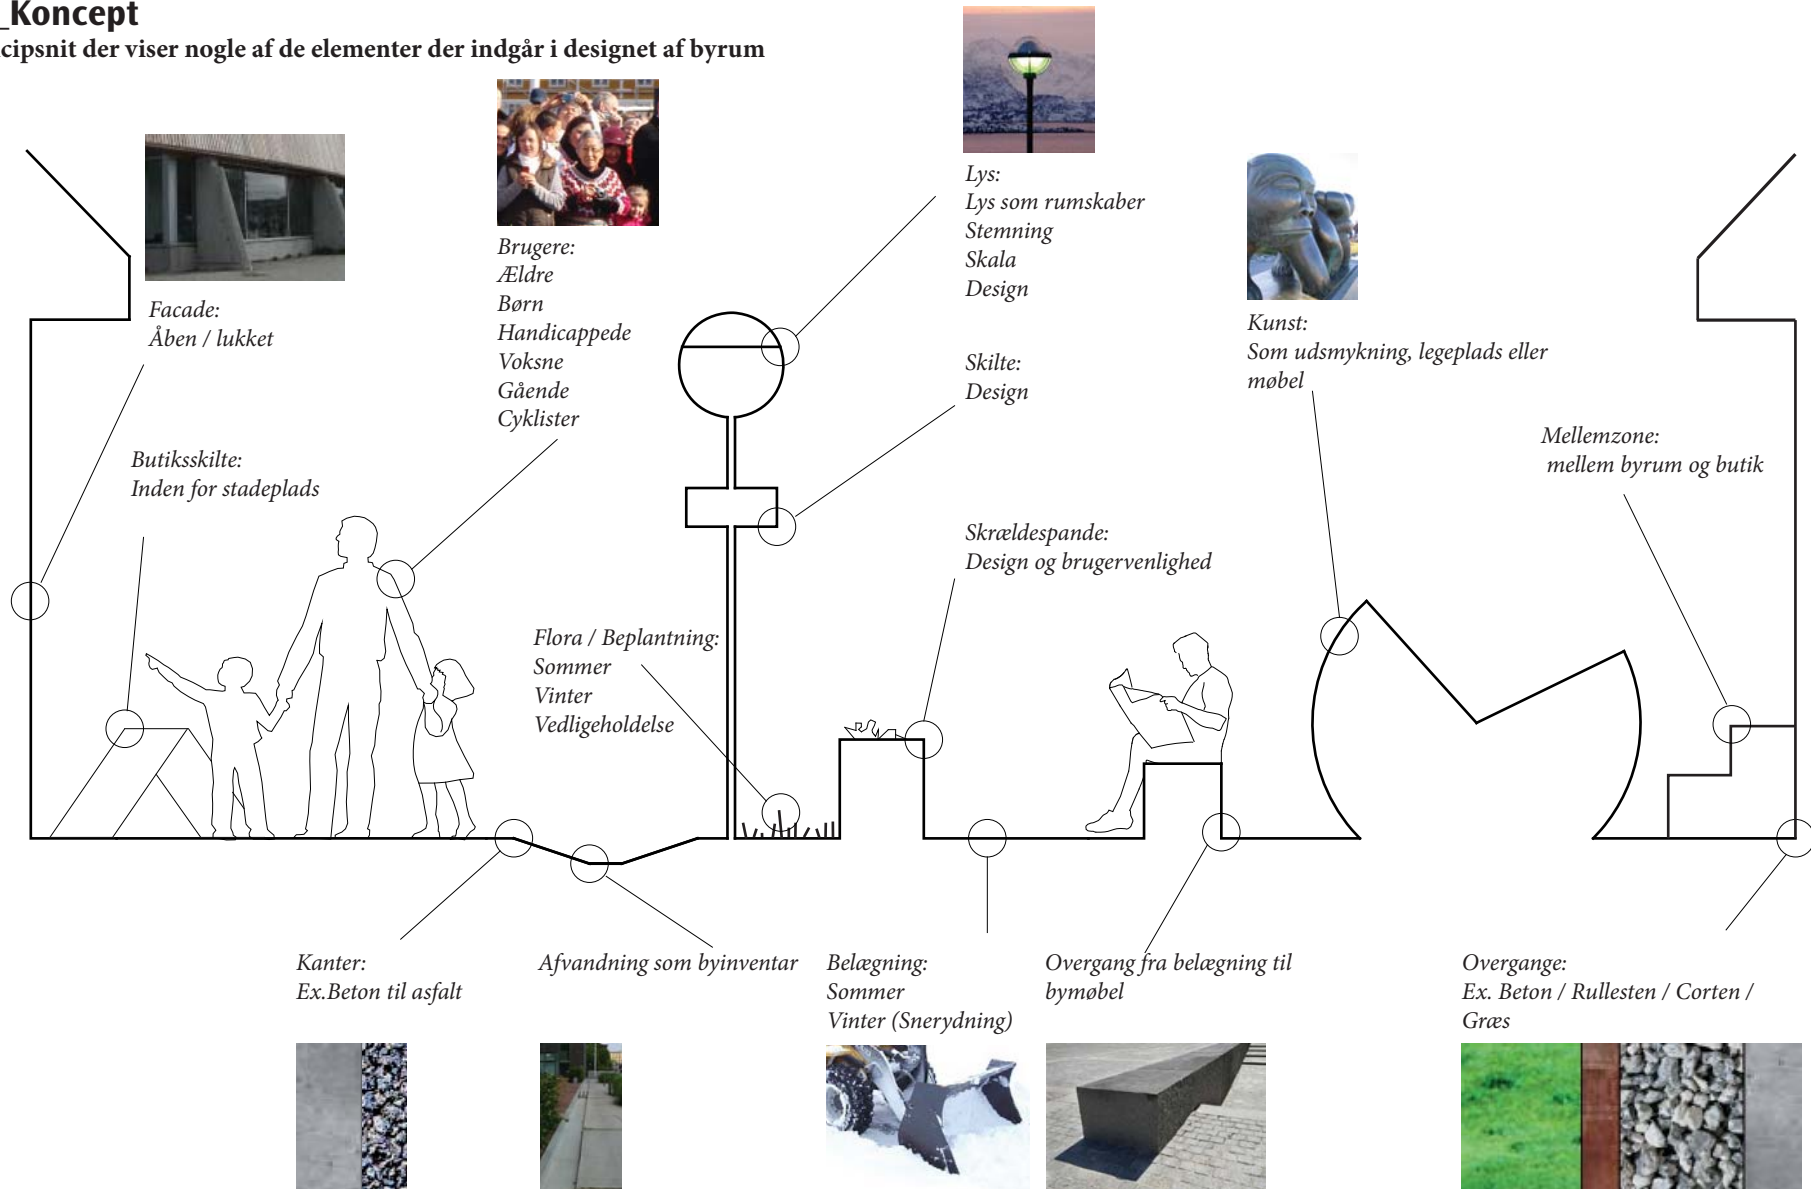 _Koncept
cipsnit der viser nogle af de elementer der indgår i designet af byrum
Facade:
Åben / lukket
Butiksskilte:
Inden for stadeplads
Brugere:
Ældre
Børn
Handicappede
Voksne
Gående
Cyklister
Flora / Beplantning:
Sommer
Vinter
Vedligeholdelse
Lys:
Lys som rumskaber
Stemning
Skala
Design
Skilte:
Design
Skrældespande:
Design og brugervenlighed
Kunst:
Som udsmykning, legeplads eller
møbel
Mellemzone:
mellem byrum og butik
Kanter:
Ex.Beton til asfalt
Afvandning som byinventar
Belægning:
Sommer
Vinter (Snerydning)
Overgang fra belægning til
bymøbel
Overgange:
Ex. Beton / Rullesten / Corten /
Græs